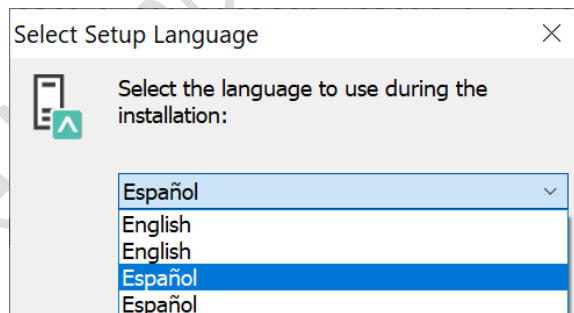 Select Setup Language
Select the language to use during the
installation:
Español
English
English
Español
Español